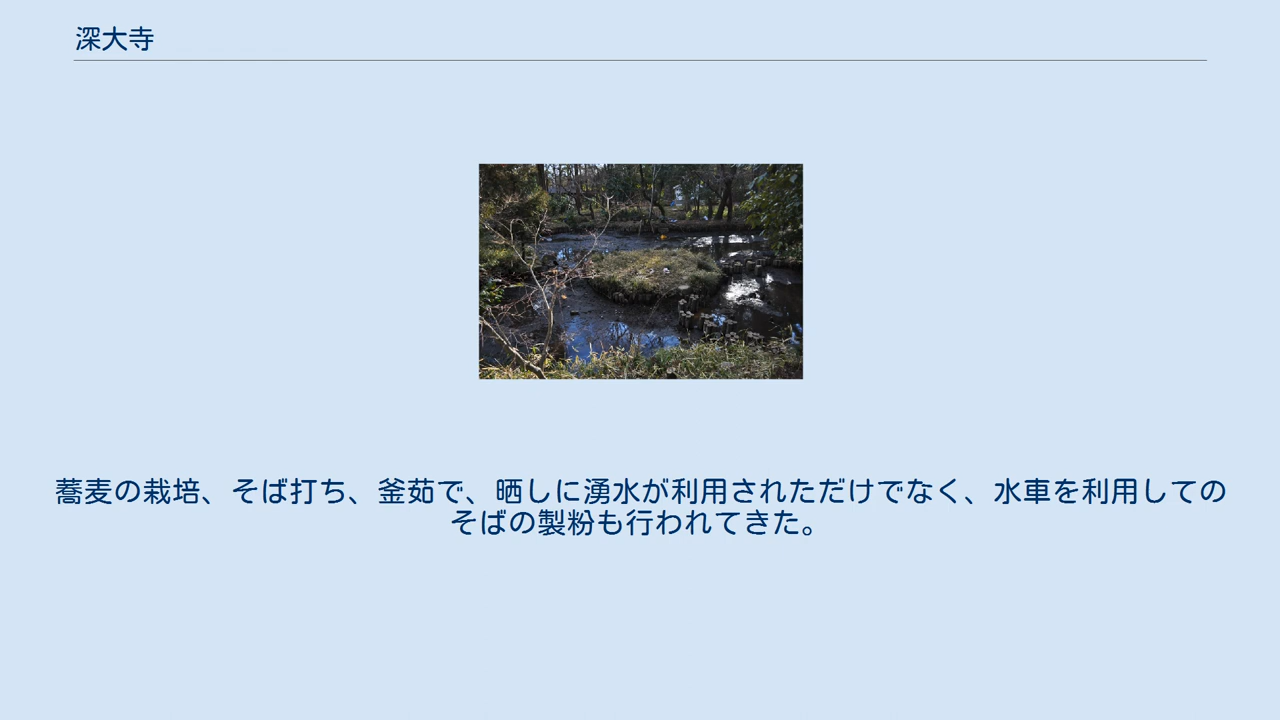 深大寺
蕎麦の栽培、そば打ち、釜茹で、晒しに湧水が利用されただけでなく、水車を利用しての
そばの製粉も行われてきた。